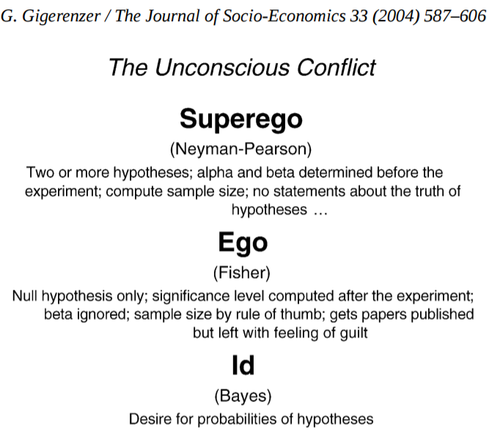 G. Gigerenzer / The Journal of Socio-Economics 33 (2004) 587–606
The Unconscious Conflict
Superego
(Neyman-Pearson)
Two or more hypotheses; alpha and beta determined before the
experiment; compute sample size; no statements about the truth of
hypotheses ...
Ego
(Fisher)
Null hypothesis only; significance level computed after the experiment;
beta ignored; sample size by rule of thumb; gets papers published
but left with feeling of guilt
Id
(Bayes)
Desire for probabilities of hypotheses